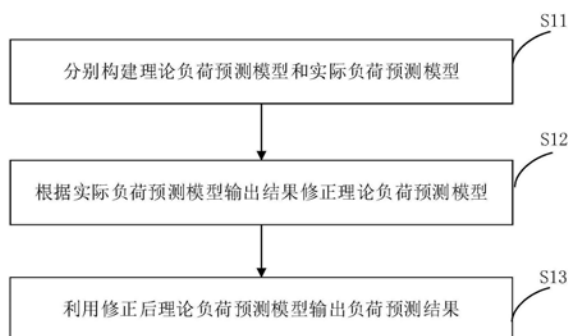 S11
分别构建理论负荷预测模型和实际负荷预测模型
S12
根据实际负荷预测模型输出结果修正理论负荷预测模型
S13
利用修正后理论负荷预测模型输出负荷预测结果